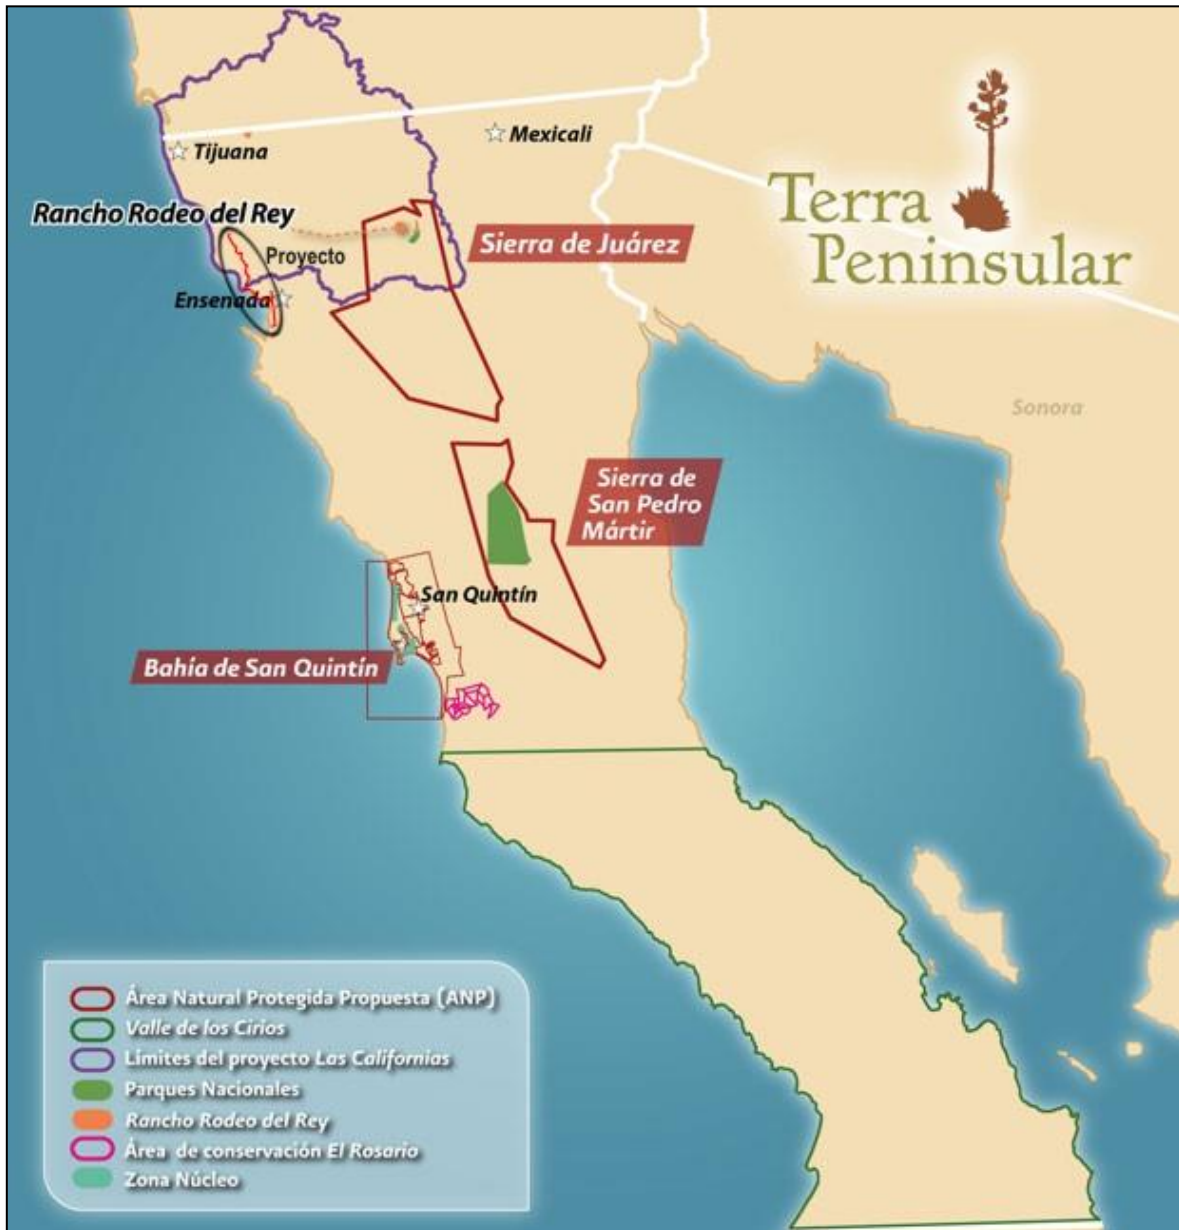 Mexicali
Tijuana
Terra
Peninsular
Rancho Rodeo del Rey
Sierra de Juárez
Proyecto
Ensenada
Sonora
Sierra de
San Pedro
Mártir
San Quintín
Bahía de San Quintín
Área Natural Protegida Propuesta (ANP)
Valle de los Cirios
Límites del proyecto Las Californias
Parques Nacionales
Rancho Rodeo del Rey
Área de conservación El Rosario
Zona Núcleo